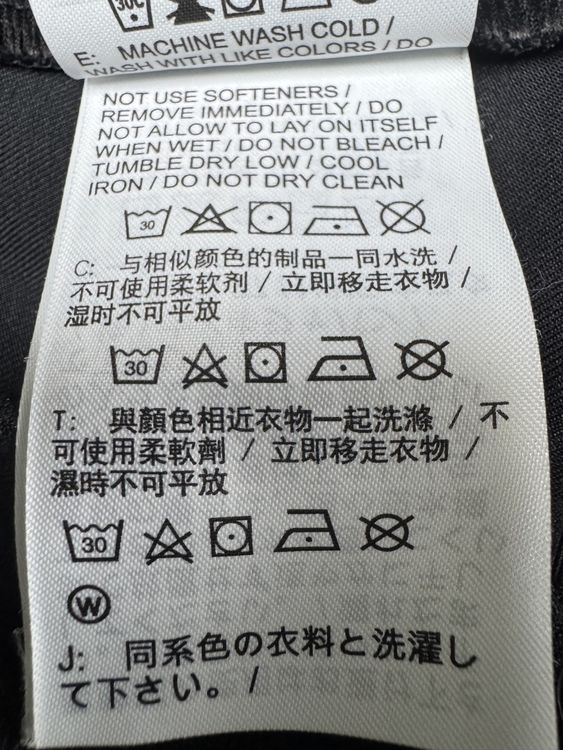 30C
E: MACHINE WASH COLD /
WASH WITH LIKE COLORS / DO
NOT USE SOFTENERS /
REMOVE IMMEDIATELY / DO
NOT ALLOW TO LAY ON ITSELF
WHEN WET / DO NOT BLEACH /
TUMBLE DRY LOW / COOL
IRON / DO NOT DRY CLEAN
30
C: 与相似颜色的制品一同水洗 /
不可使用柔软剂 / 立即移走衣物 /
湿时不可平放
30
T: 與顏色相近衣物一起洗滌 / 不
可使用柔軟劑 / 立即移走衣物 /
濕時不可平放
30
W
J: 同系色の衣料と洗濯し
て下さい。 /